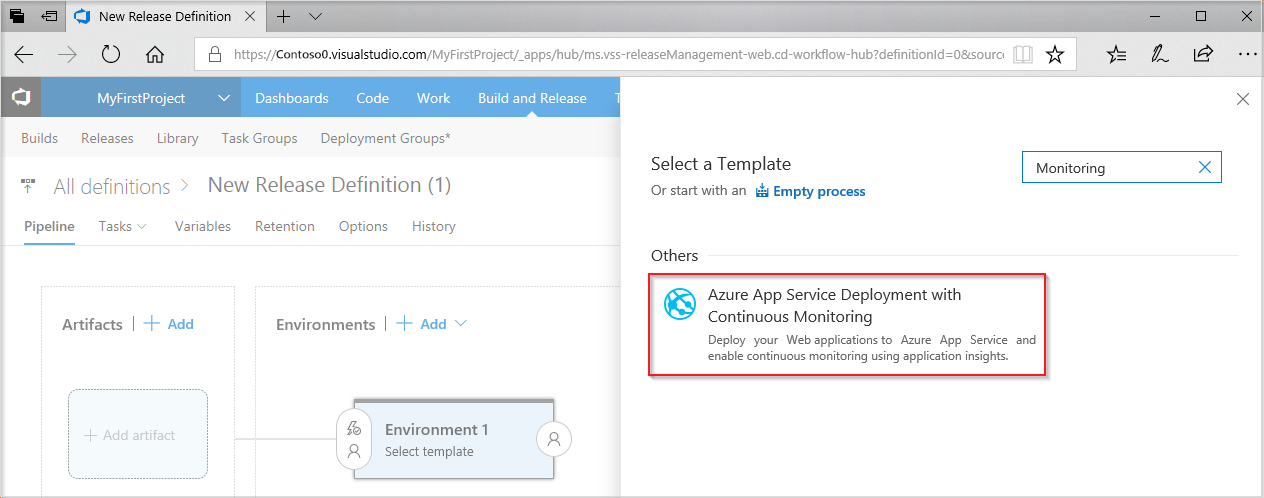 New Release Definition
https://Contoso0.visualstudio.com/MyFirstProject/_apps/hub/ms.vss-releaseManagement-web.cd-workflow-hub?definitionId=0&source
MyFirstProject Dashboards Code Work Build and Release T
Builds Releases Library Task Groups Deployment Groups*
All definitions > New Release Definition (1)
Pipeline Tasks Variables Retention Options History
Artifacts | + Add
Environments | + Add
+ Add artifact
Environment 1
Select template
Select a Template
Or start with an Empty process
Monitoring
Others
Azure App Service Deployment with
Continuous Monitoring
Deploy your Web applications to Azure App Service and
enable continuous monitoring using application insights.